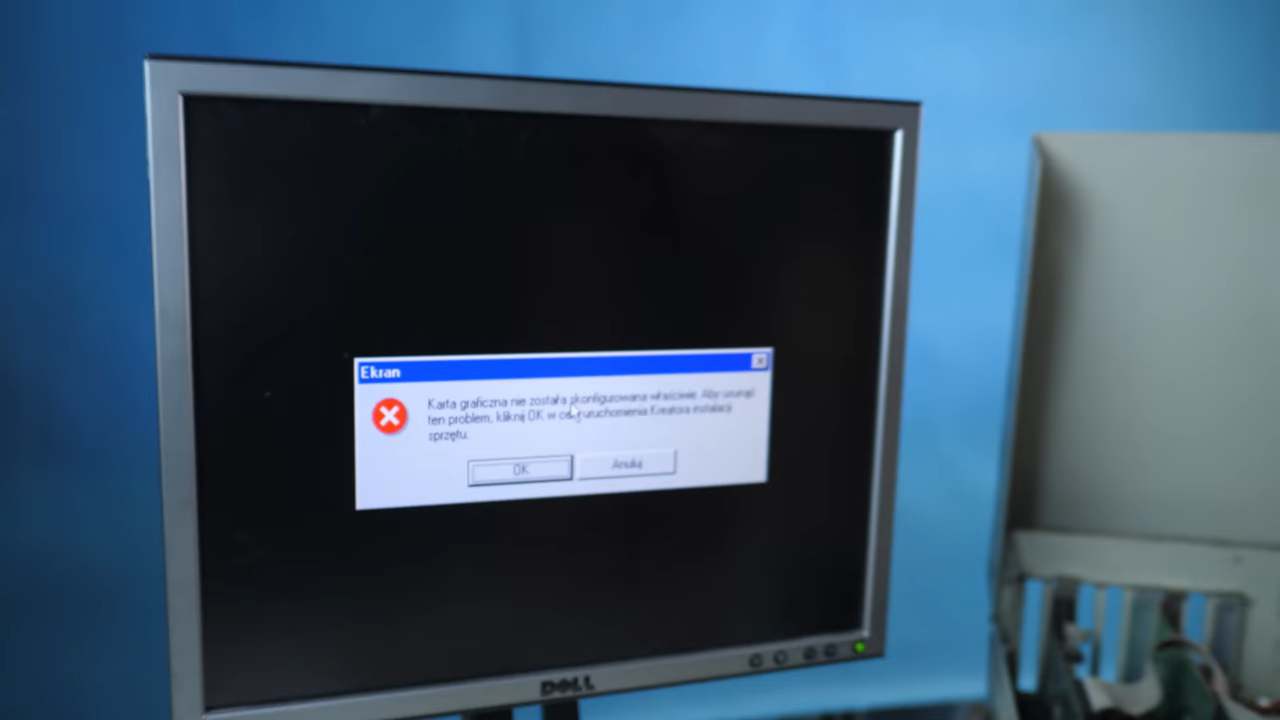 Ekran
Karta graficzna nie została skonfigurowana właściwie. Aby usunąć
ten problem, kliknij OK w celu uruchomienia Kreatora instalacji
sprzętu.
OK
Anuluj
DELL